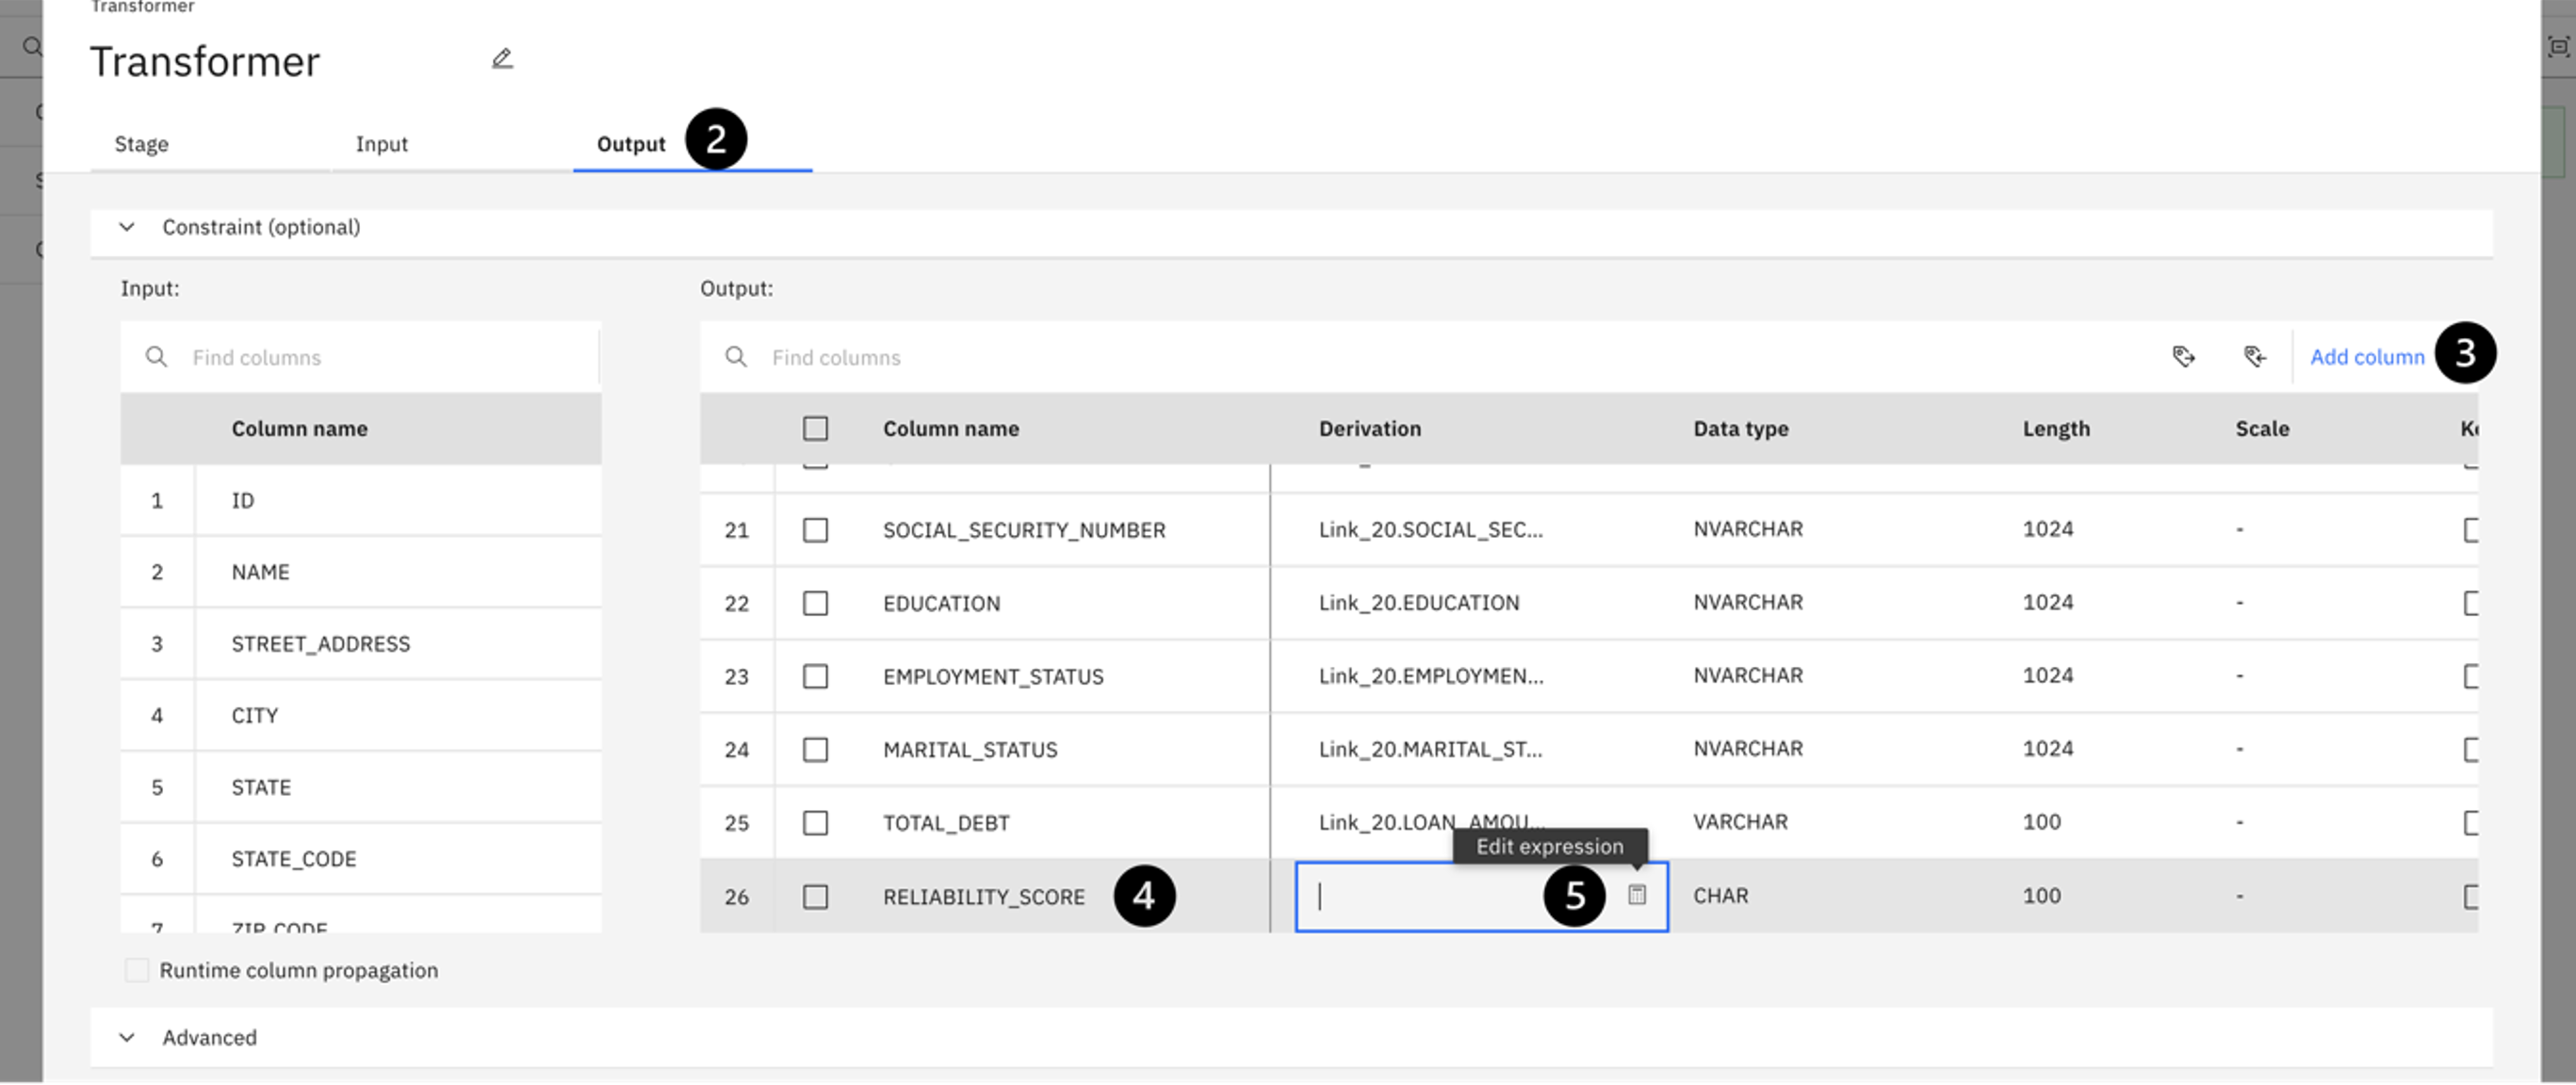 Transformer
Transformer
Stage Input Output 2
Constraint (optional)
Input: Output:
Find columns Find columns Add column 3
Column name Column name Derivation Data type Length Scale
1 ID
21 SOCIAL_SECURITY_NUMBER Link_20.SOCIAL_SEC... NVARCHAR 1024 -
2 NAME
22 EDUCATION Link_20.EDUCATION NVARCHAR 1024 -
3 STREET_ADDRESS
23 EMPLOYMENT_STATUS Link_20.EMPLOYMEN... NVARCHAR 1024 -
4 CITY
24 MARITAL_STATUS Link_20.MARITAL_ST... NVARCHAR 1024 -
5 STATE
25 TOTAL_DEBT Link_20.LOAN_AMOU... VARCHAR 100 -
Edit expression
6 STATE_CODE
26 RELIABILITY_SCORE 4 5 CHAR 100 -
7 ZIP_CODE
Runtime column propagation
Advanced